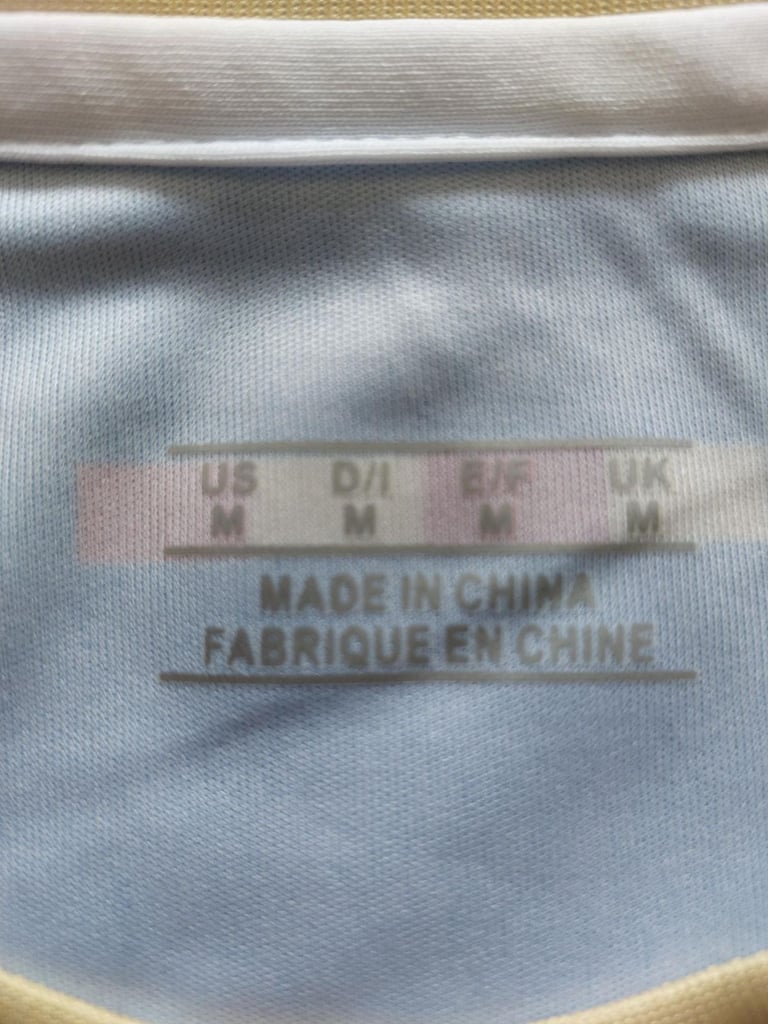 US D/I E/F UK
M M M M
MADE IN CHINA
FABRIQUE EN CHINE